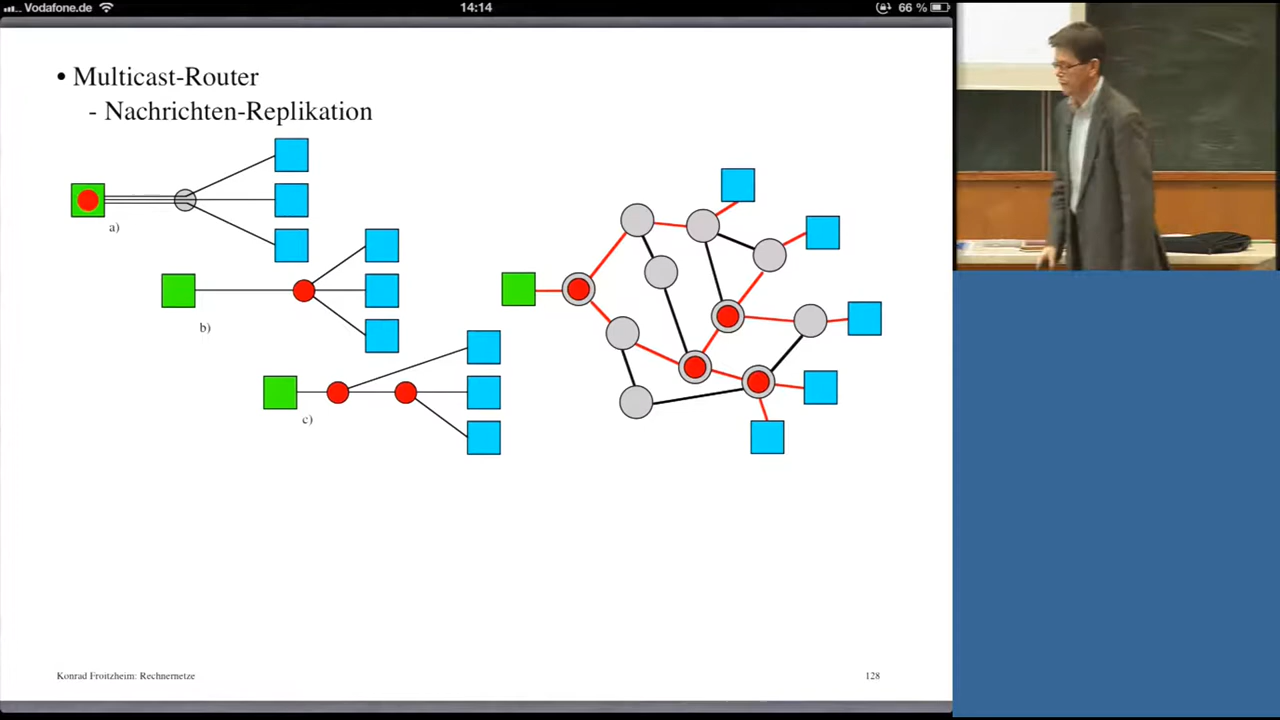 Vodafone.de 14:14 66 %
• Multicast-Router
- Nachrichten-Replikation
a)
b)
c)
Konrad Froitzheim: Rechnernetze 128